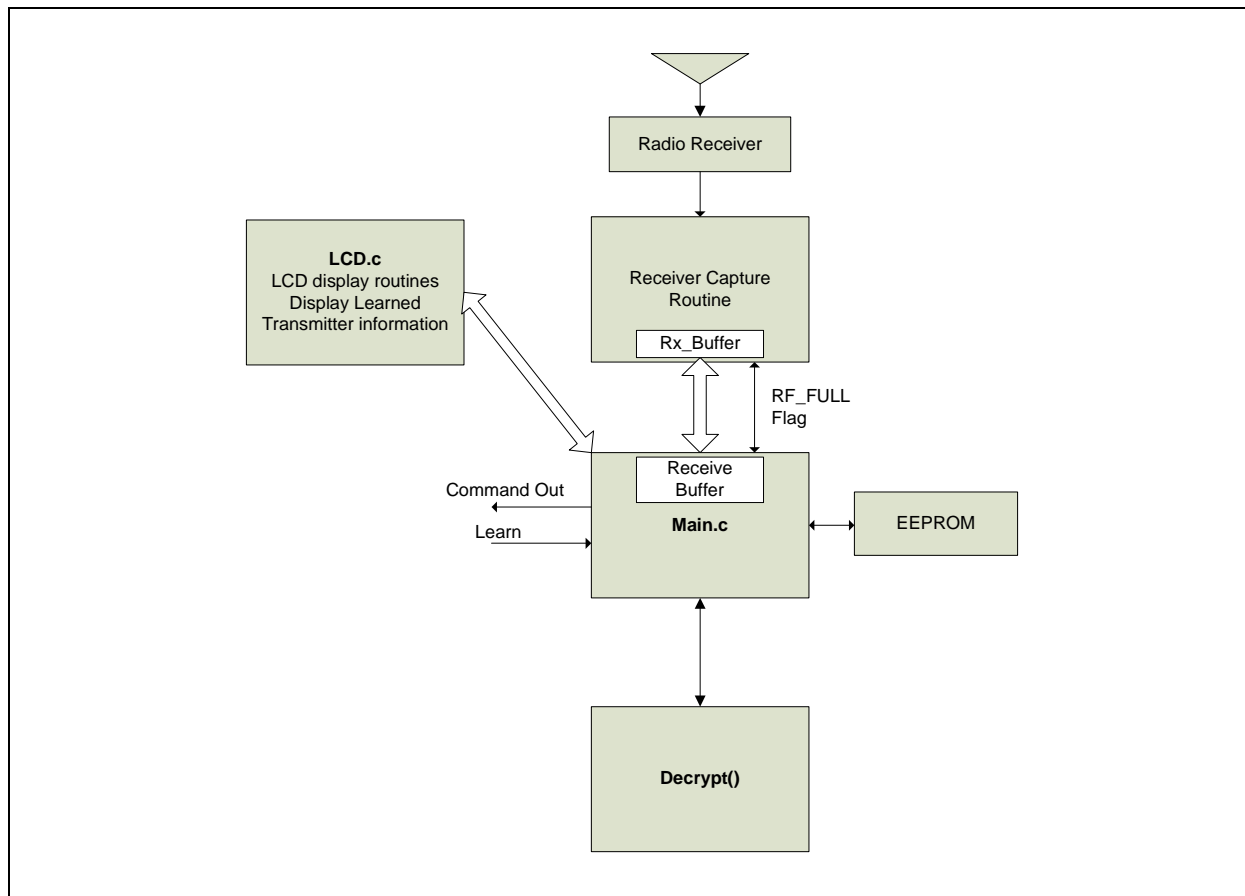 Radio Receiver
LCD.c
LCD display routines
Display Learned
Transmitter information
Receiver Capture
Routine
Rx_Buffer
RF_FULL
Flag
Receive
Buffer
Command Out
Main.c
Learn
EEPROM
Decrypt()